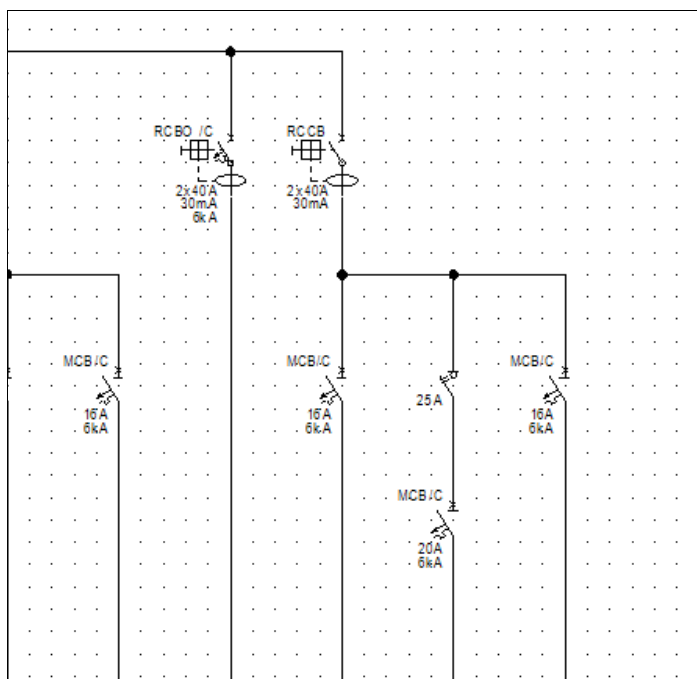 RCBO /C
2x40A
30mA
6kA
RCCB
2x40A
30mA
MCB/C
16A
6kA
MCB/C
16A
6kA
25A
MCB/C
20A
6kA
MCB/C
16A
6kA